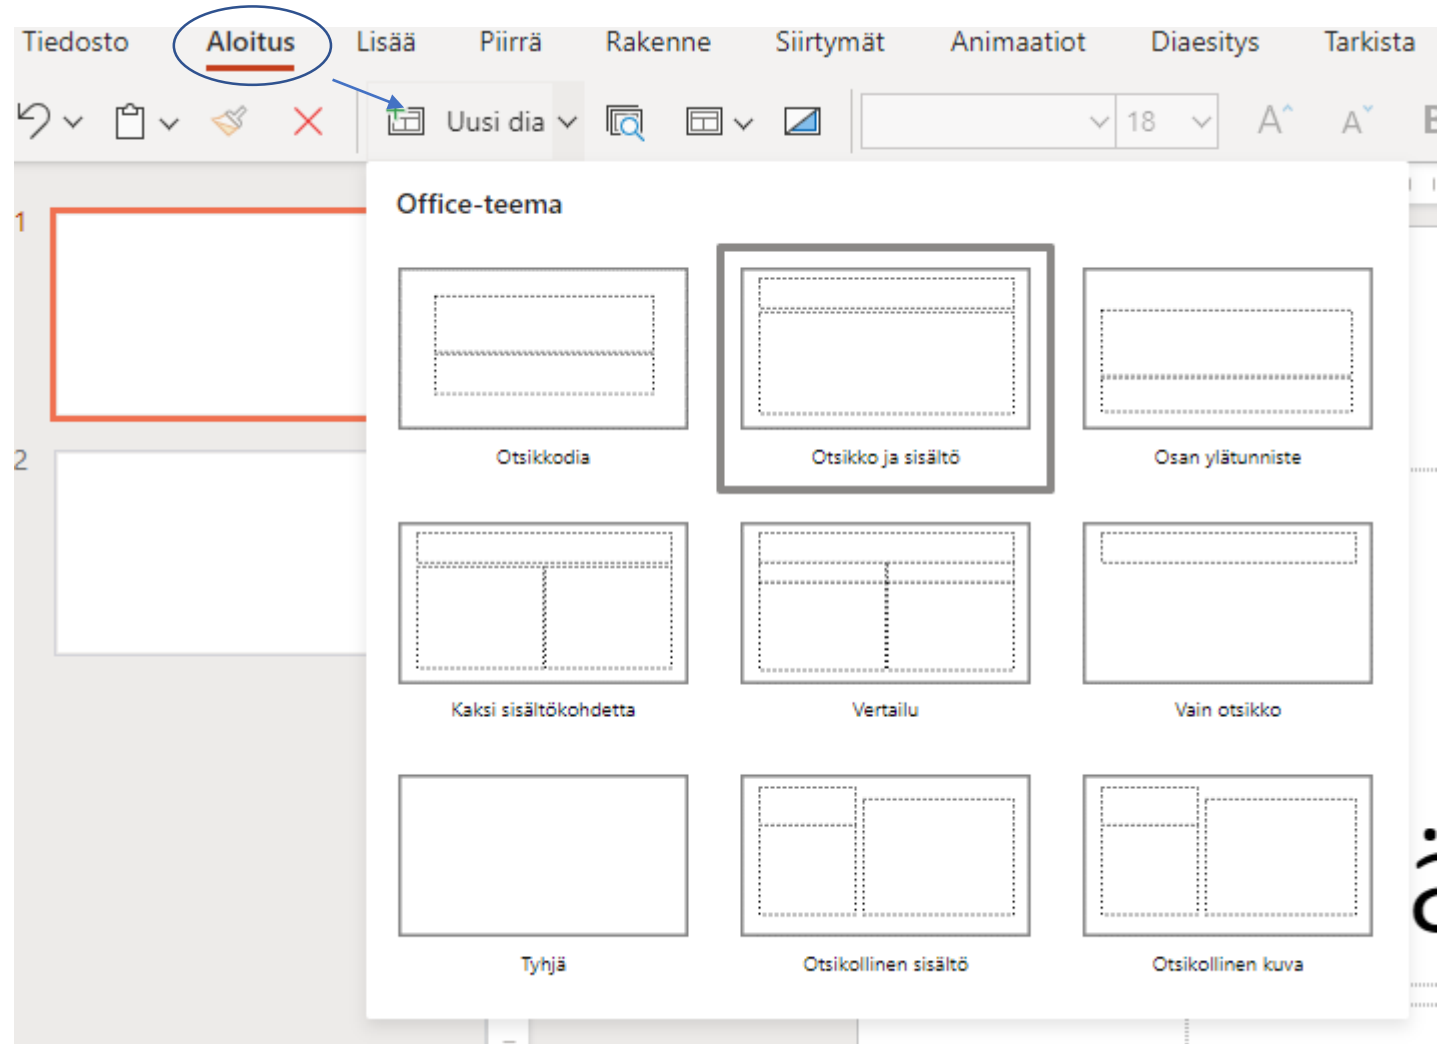 Tiedosto Aloitus Lisää Piirrä Rakenne Siirtymät Animaatiot Diaesitys Tarkista
Uusi dia 18 A A B
Office-teema
1
Otsikkodia Otsikko ja sisältö Osan ylätunniste
2
Kaksi sisältökohdetta Vertailu Vain otsikko
Tyhjä Otsikollinen sisältö Otsikollinen kuva